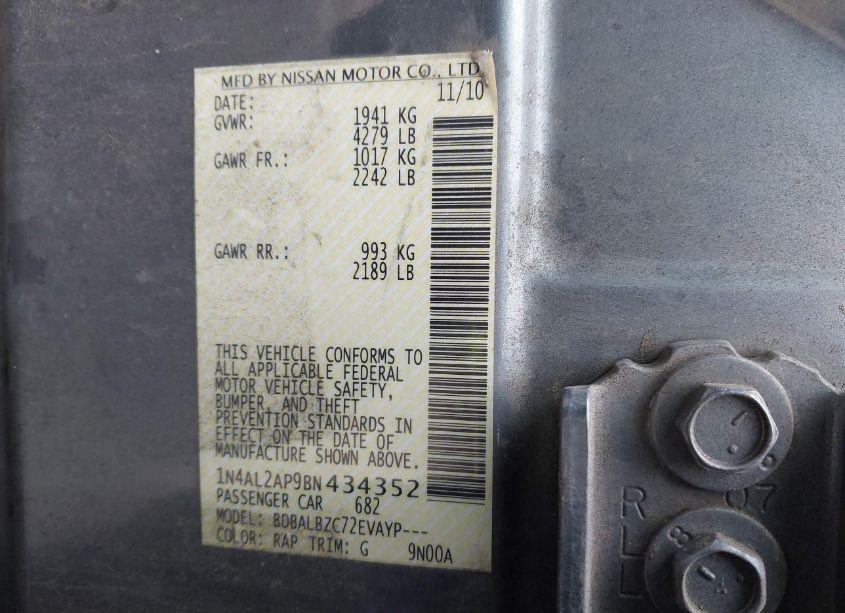 MFD BY NISSAN MOTOR CO., LTD.
DATE: 11/10
GVWR: 1941 KG
4279 LB
GAWR FR.: 1017 KG
2242 LB
GAWR RR.: 993 KG
2189 LB
THIS VEHICLE CONFORMS TO
ALL APPLICABLE FEDERAL
MOTOR VEHICLE SAFETY,
BUMPER, AND THEFT
PREVENTION STANDARDS IN
EFFECT ON THE DATE OF
MANUFACTURE SHOWN ABOVE.
1N4AL2AP9BN434352
PASSENGER CAR 682
MODEL: BDBALBZC72EVAYP---
COLOR: RAP TRIM: G 9N00A
R 07
L
8